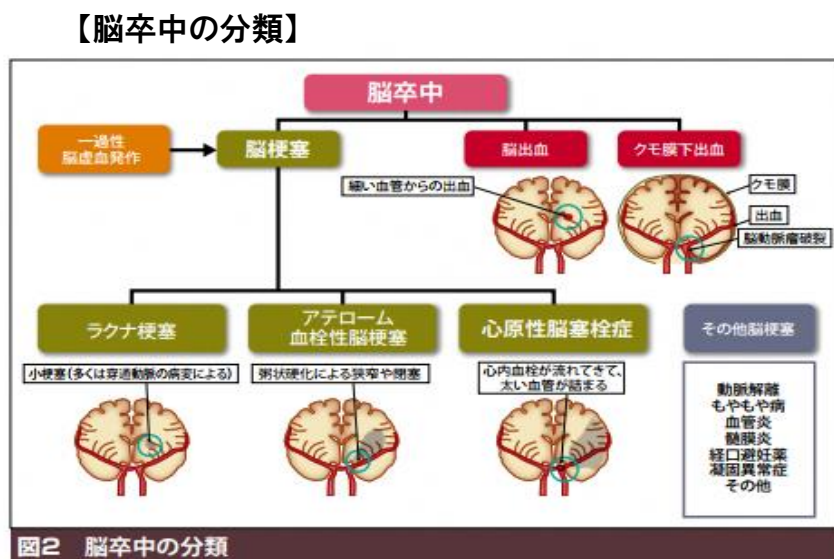 【脳卒中の分類】
脳卒中
一過性
脳虚血発作
脳梗塞
脳出血
クモ膜下出血
細い血管からの出血
クモ膜
出血
脳動脈瘤破裂
ラクナ梗塞
アテローム
血栓性脳梗塞
心原性脳塞栓症
その他脳梗塞
小梗塞(多くは穿通動脈の病変による)
粥状硬化による狭窄や閉塞
心内血栓が流れてきて、
太い血管が詰まる
動脈解離
もやもや病
血管炎
髄膜炎
経口避妊薬
凝固異常症
その他
図2 脳卒中の分類